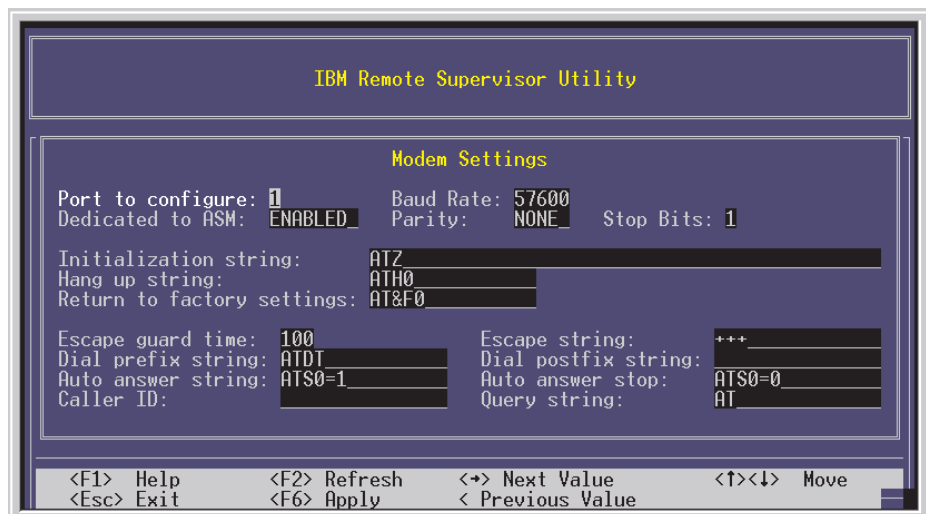 IBM Remote Supervisor Utility
Modem Settings
Port to configure: 1 Baud Rate: 57600
Dedicated to ASM: ENABLED_ Parity: NONE_ Stop Bits: 1
Initialization string: ATZ
Hang up string: ATH0
Return to factory settings: AT&F0
Escape guard time: 100 Escape string: +++
Dial prefix string: ATDT Dial postfix string:
Auto answer string: ATS0=1 Auto answer stop: ATS0=0
Caller ID: Query string: AT
<F1> Help <F2> Refresh <→> Next Value <↑><↓> Move
<Esc> Exit <F6> Apply < Previous Value